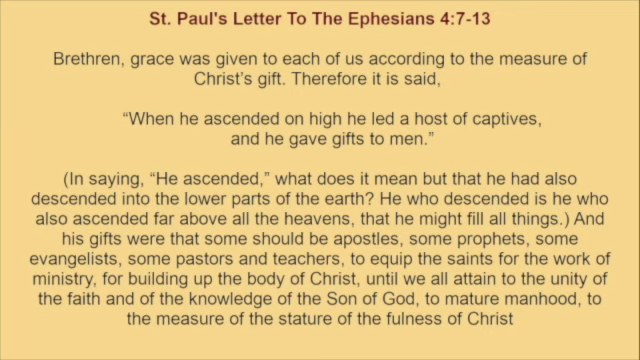 St. Paul's Letter To The Ephesians 4:7-13
Brethren, grace was given to each of us according to the measure of
Christ's gift. Therefore it is said,
“When he ascended on high he led a host of captives,
and he gave gifts to men.”
(In saying, “He ascended,” what does it mean but that he had also
descended into the lower parts of the earth? He who descended is he who
also ascended far above all the heavens, that he might fill all things.) And
his gifts were that some should be apostles, some prophets, some
evangelists, some pastors and teachers, to equip the saints for the work of
ministry, for building up the body of Christ, until we all attain to the unity of
the faith and of the knowledge of the Son of God, to mature manhood, to
the measure of the stature of the fulness of Christ